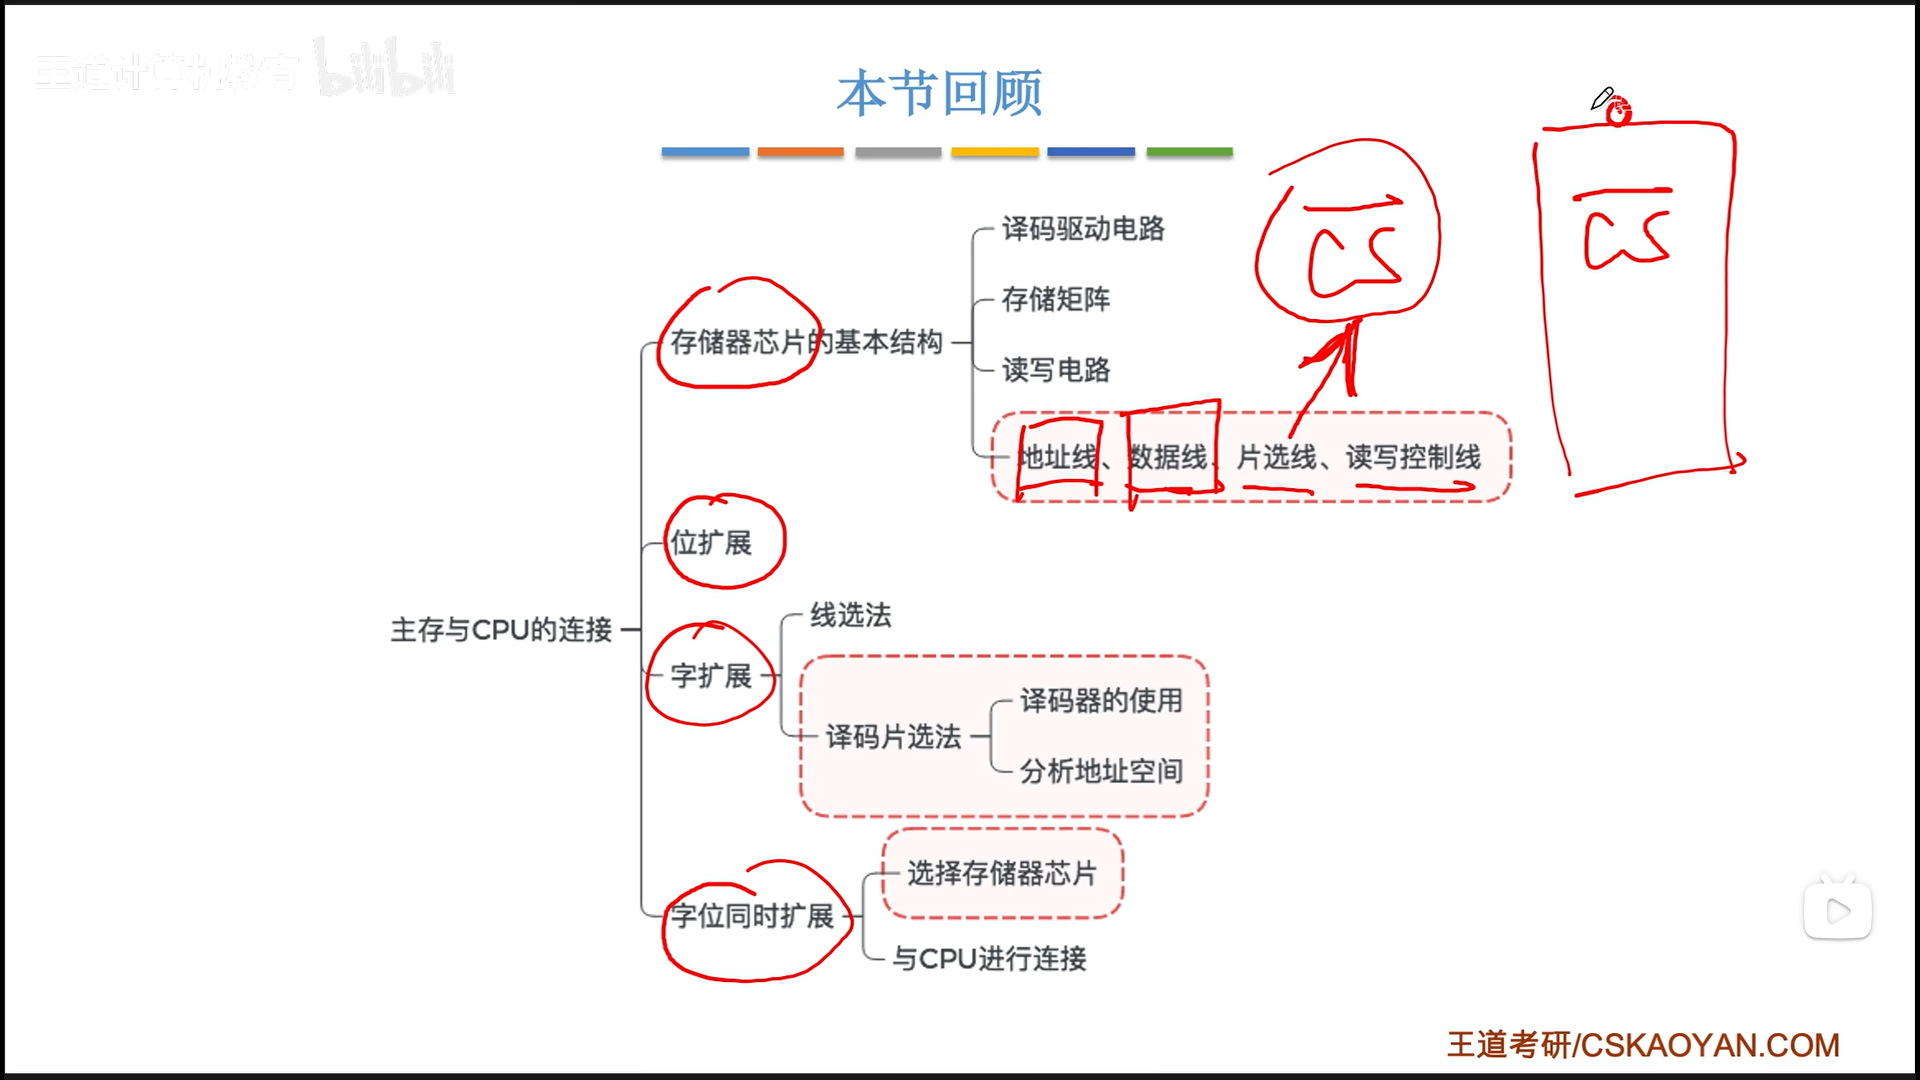 王道计算机教育 bilibili
本节回顾
译码驱动电路
存储矩阵
存储器芯片的基本结构
读写电路
地址线、数据线、片选线、读写控制线
CS
CS
位扩展
主存与CPU的连接
字扩展
线选法
译码片选法
译码器的使用
分析地址空间
字位同时扩展
选择存储器芯片
与CPU进行连接
王道考研/CSKAOYAN.COM